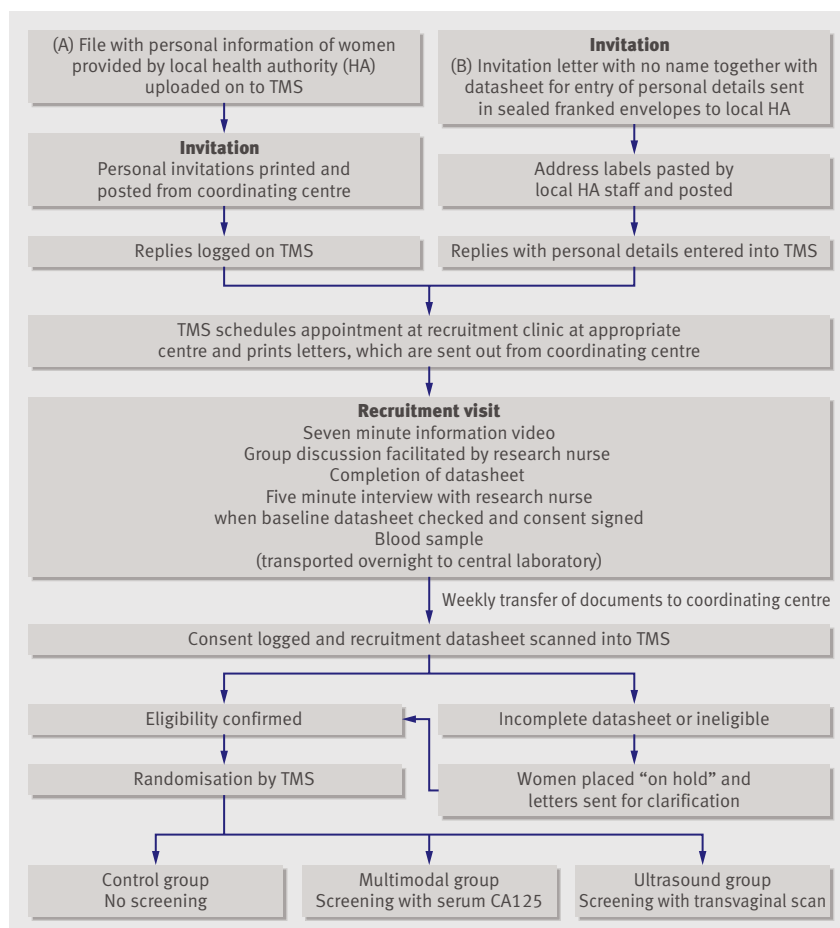 (A) File with personal information of women
provided by local health authority (HA)
uploaded on to TMS
Invitation
(B) Invitation letter with no name together with
datasheet for entry of personal details sent
in sealed franked envelopes to local HA
Invitation
Personal invitations printed and
posted from coordinating centre
Address labels pasted by
local HA staff and posted
Replies logged on TMS
Replies with personal details entered into TMS
TMS schedules appointment at recruitment clinic at appropriate
centre and prints letters, which are sent out from coordinating centre
Recruitment visit
Seven minute information video
Group discussion facilitated by research nurse
Completion of datasheet
Five minute interview with research nurse
when baseline datasheet checked and consent signed
Blood sample
(transported overnight to central laboratory)
Weekly transfer of documents to coordinating centre
Consent logged and recruitment datasheet scanned into TMS
Eligibility confirmed
Incomplete datasheet or ineligible
Randomisation by TMS
Women placed “on hold” and
letters sent for clarification
Control group
No screening
Multimodal group
Screening with serum CA125
Ultrasound group
Screening with transvaginal scan